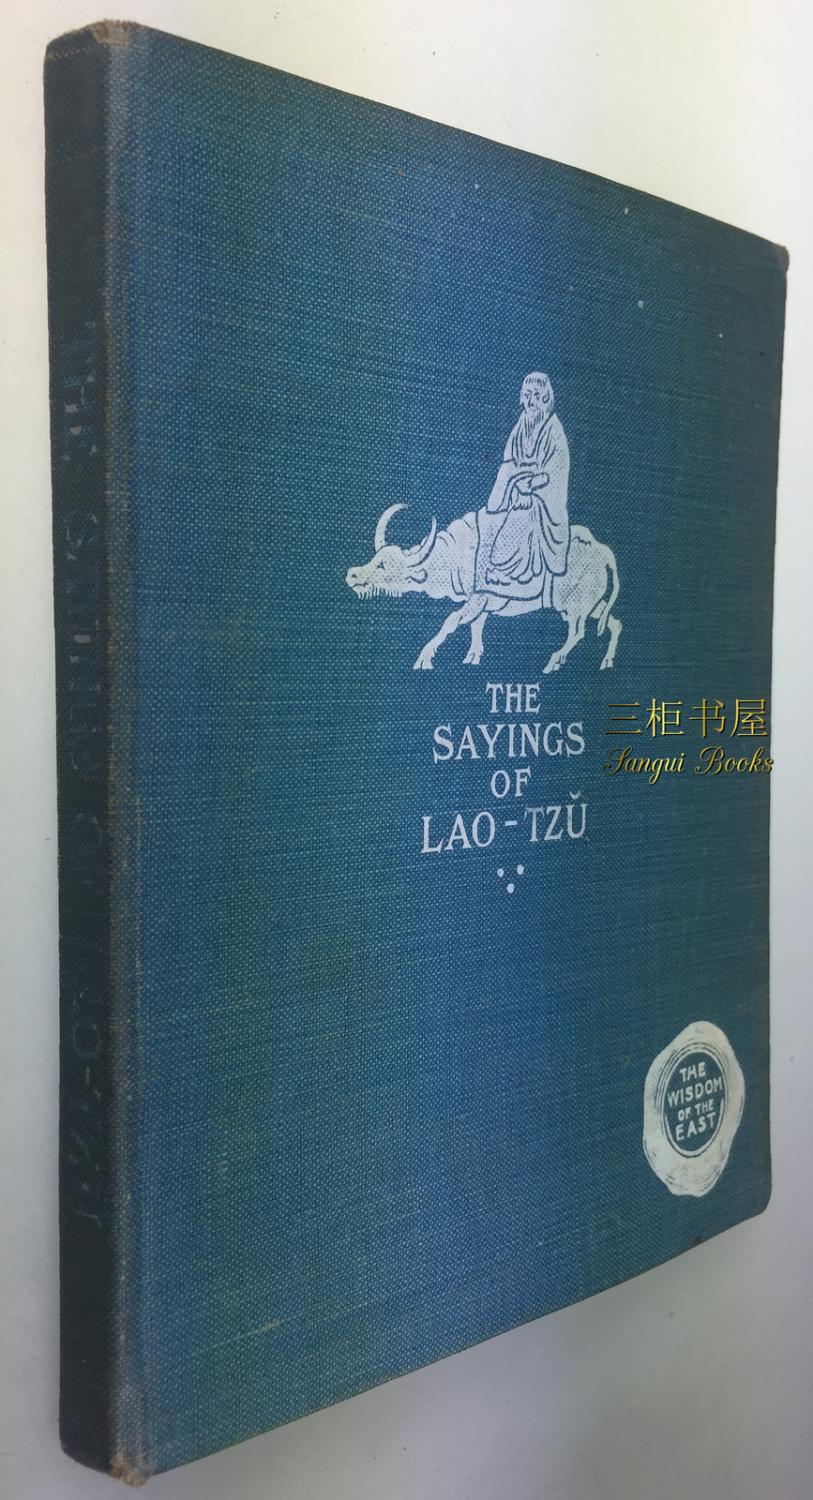 THE
SAYINGS
OF
LAO-TZŬ
三柜书屋
Sangui Books
THE
WISDOM
OF THE
EAST